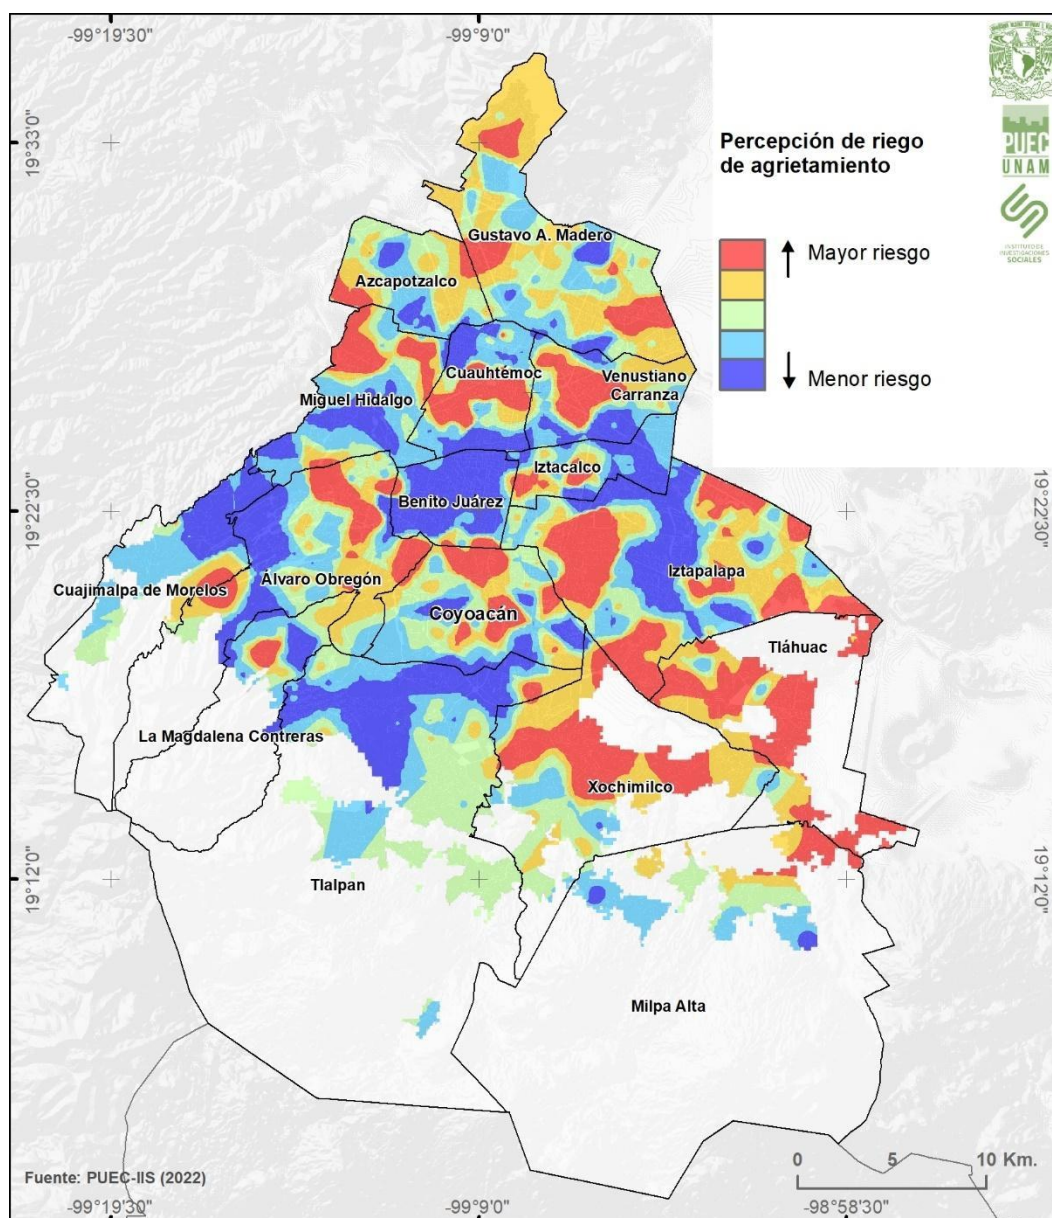 -99°19'30"
-99°9'0"
19°33'0"
19°33'0"
PUEC
UNAM
INSTITUTO DE
INVESTIGACIONES
SOCIALES
Percepción de riego
de agrietamiento
Mayor riesgo
Menor riesgo
Gustavo A. Madero
Azcapotzalco
Cuauhtémoc
Venustiano
Carranza
Miguel Hidalgo
Iztacalco
19°22'30"
19°22'30"
Benito Juárez
Iztapalapa
Cuajimalpa de Morelos
Álvaro Obregón
Coyoacán
Tláhuac
La Magdalena Contreras
Xochimilco
19°12'0"
19°12'0"
Tlalpan
Milpa Alta
Fuente: PUEC-IIS (2022)
0 5 10 Km.
-99°19'30"
-99°9'0"
-98°58'30"